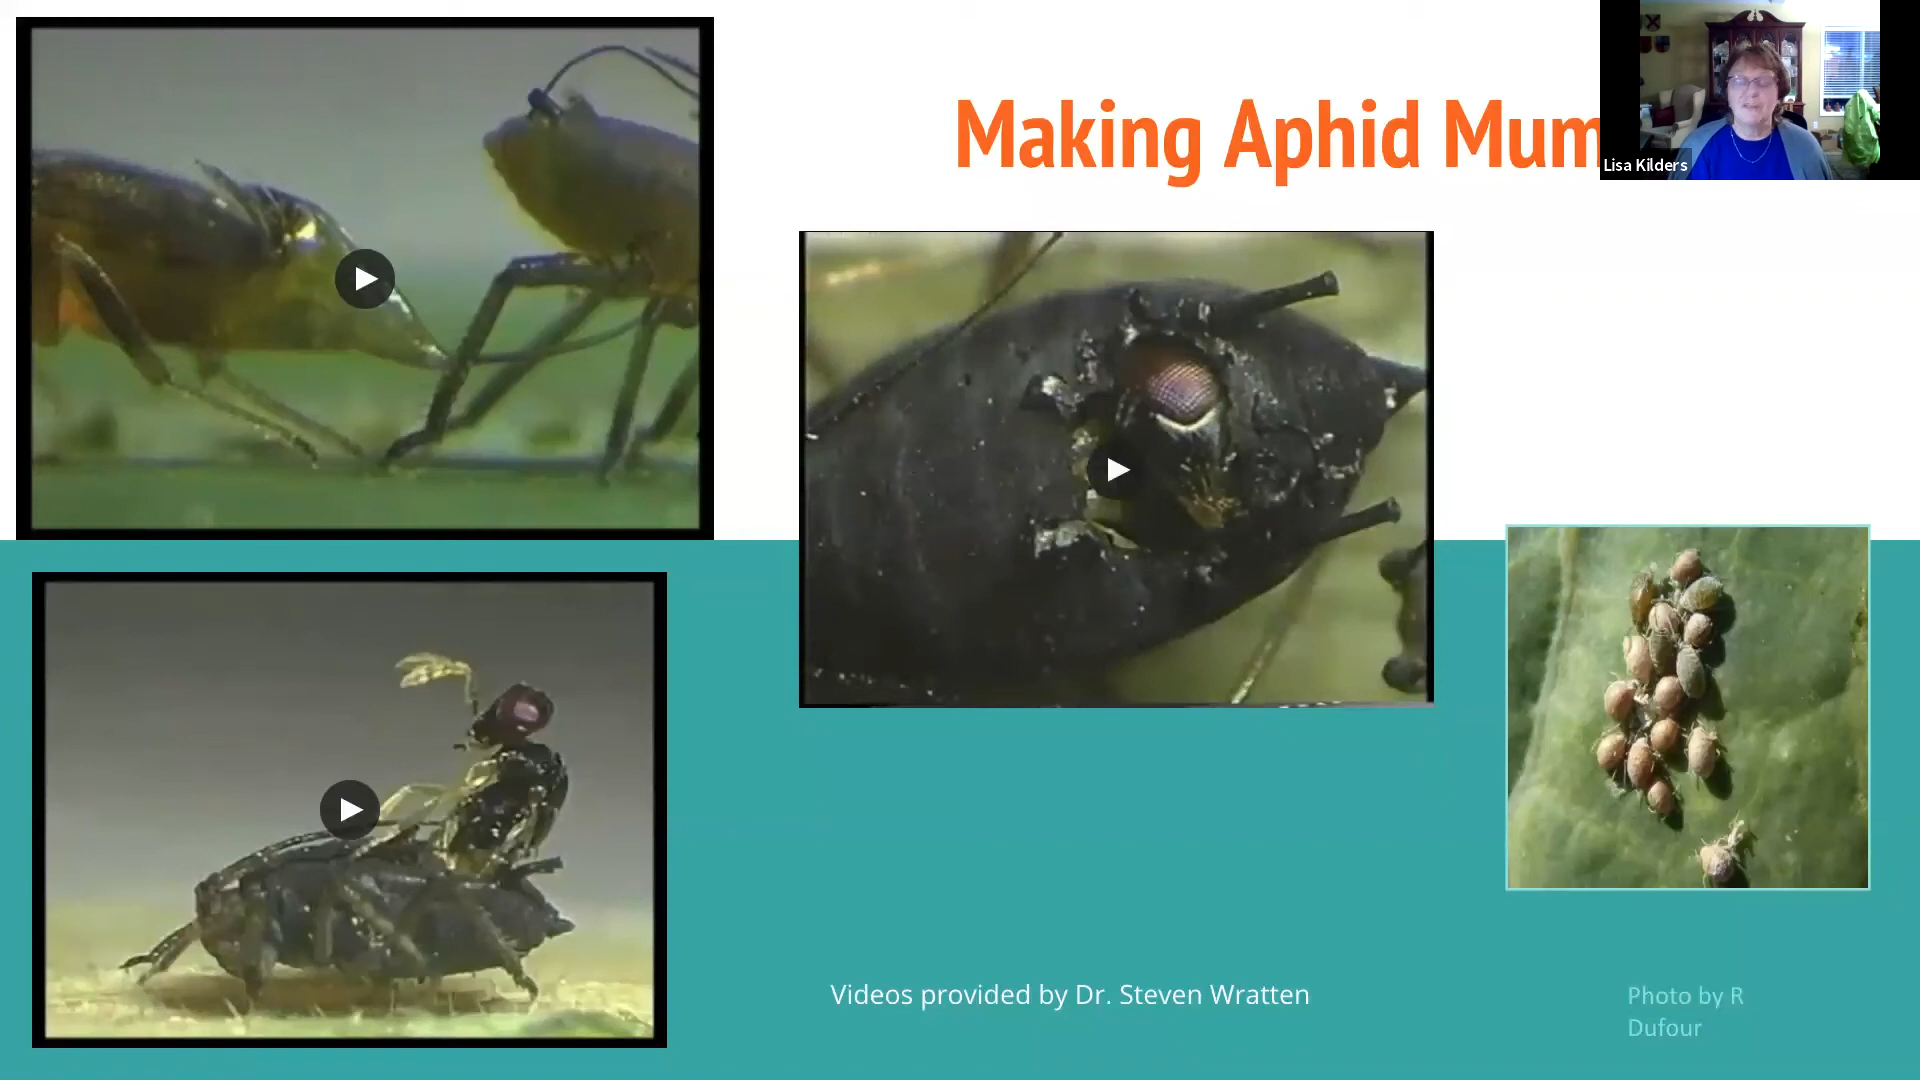 Making Aphid Mum
Lisa Kilders
Videos provided by Dr. Steven Wratten
Photo by R
Dufour